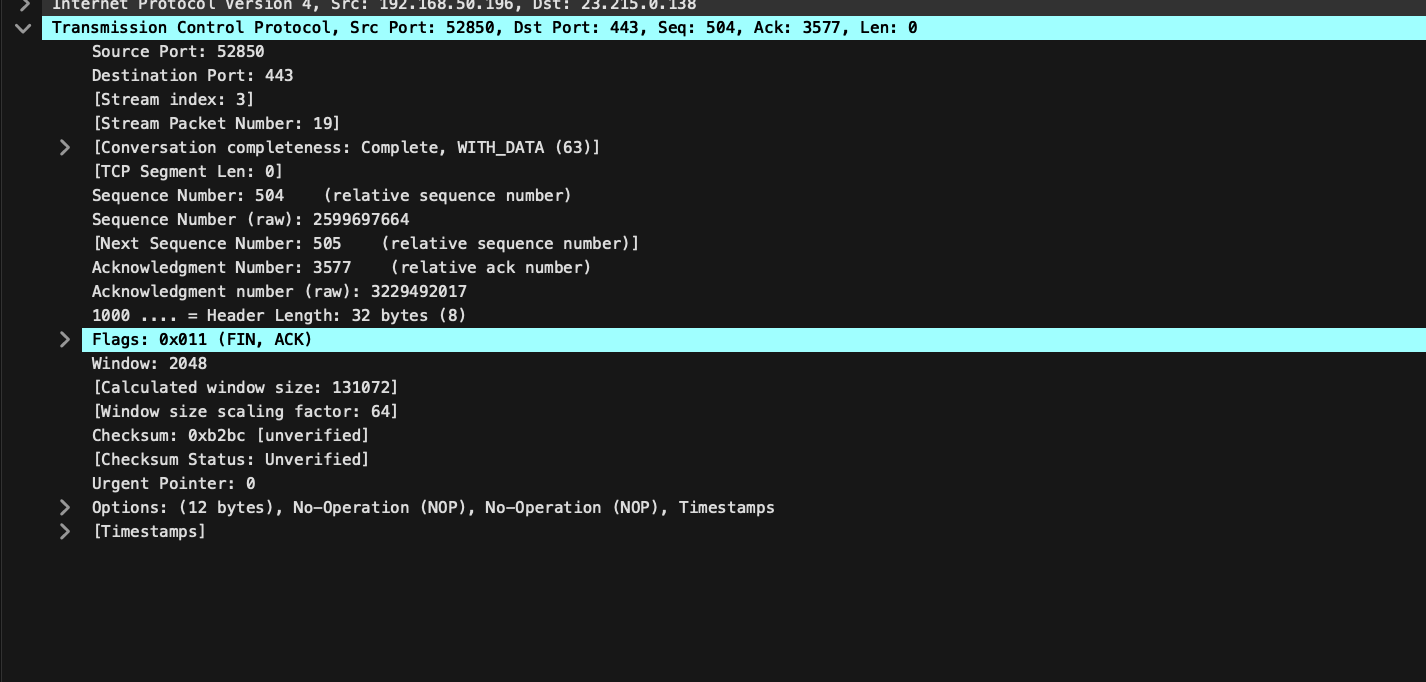 Internet Protocol Version 4, Src: 192.168.50.196, Dst: 23.215.0.138
Transmission Control Protocol, Src Port: 52850, Dst Port: 443, Seq: 504, Ack: 3577, Len: 0
Source Port: 52850
Destination Port: 443
[Stream index: 3]
[Stream Packet Number: 19]
[Conversation completeness: Complete, WITH_DATA (63)]
[TCP Segment Len: 0]
Sequence Number: 504    (relative sequence number)
Sequence Number (raw): 2599697664
[Next Sequence Number: 505    (relative sequence number)]
Acknowledgment Number: 3577    (relative ack number)
Acknowledgment number (raw): 3229492017
1000 .... = Header Length: 32 bytes (8)
Flags: 0x011 (FIN, ACK)
Window: 2048
[Calculated window size: 131072]
[Window size scaling factor: 64]
Checksum: 0xb2bc [unverified]
[Checksum Status: Unverified]
Urgent Pointer: 0
Options: (12 bytes), No-Operation (NOP), No-Operation (NOP), Timestamps
[Timestamps]